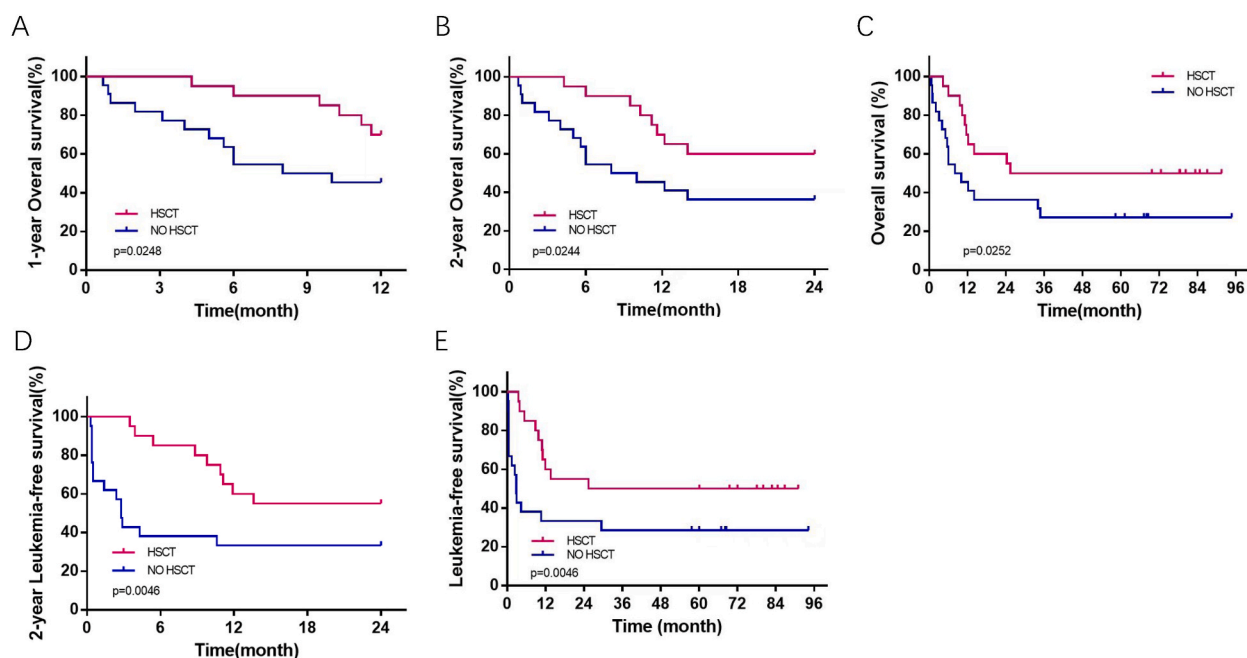 A
1-year Overal survival(%)
100
80
60
40
20
0
HSCT
NO HSCT
p=0.0248
0 3 6 9 12
Time(month)
B
2-year Overal survival(%)
100
80
60
40
20
0
HSCT
NO HSCT
p=0.0244
0 6 12 18 24
Time(month)
C
Overall survival (%)
100
80
60
40
20
0
HSCT
NO HSCT
p=0.0252
0 12 24 36 48 60 72 84 96
Time(month)
D
2-year Leukemia-free survival(%)
100
80
60
40
20
0
HSCT
NO HSCT
p=0.0046
0 6 12 18 24
Time(month)
E
Leukemia-free survival(%)
100
80
60
40
20
0
HSCT
NO HSCT
p=0.0046
0 12 24 36 48 60 72 84 96
Time (month)